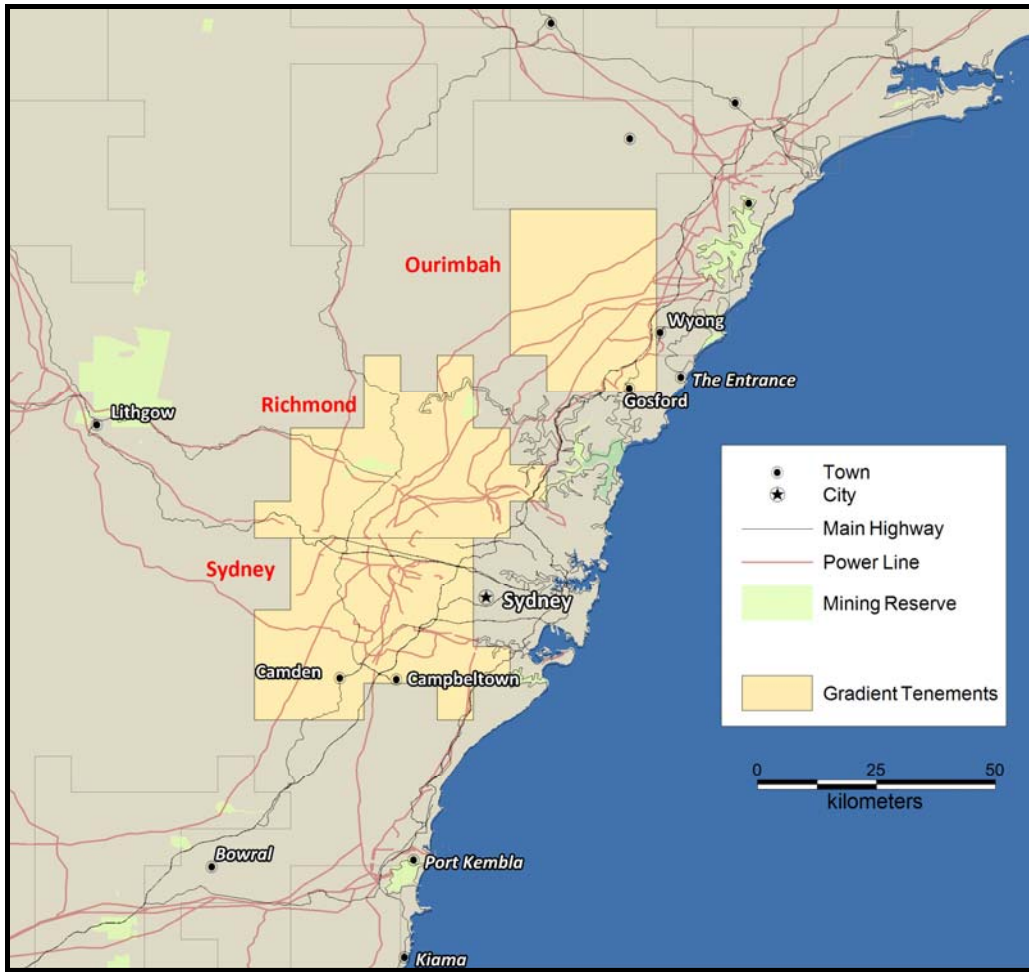 Ourimbah
Wyong
The Entrance
Gosford
Richmond
Lithgow
Town
City
Main Highway
Power Line
Mining Reserve
Gradient Tenements
Sydney
Sydney
Camden
Campbeltown
0 25 50
kilometers
Bowral
Port Kembla
Kiama